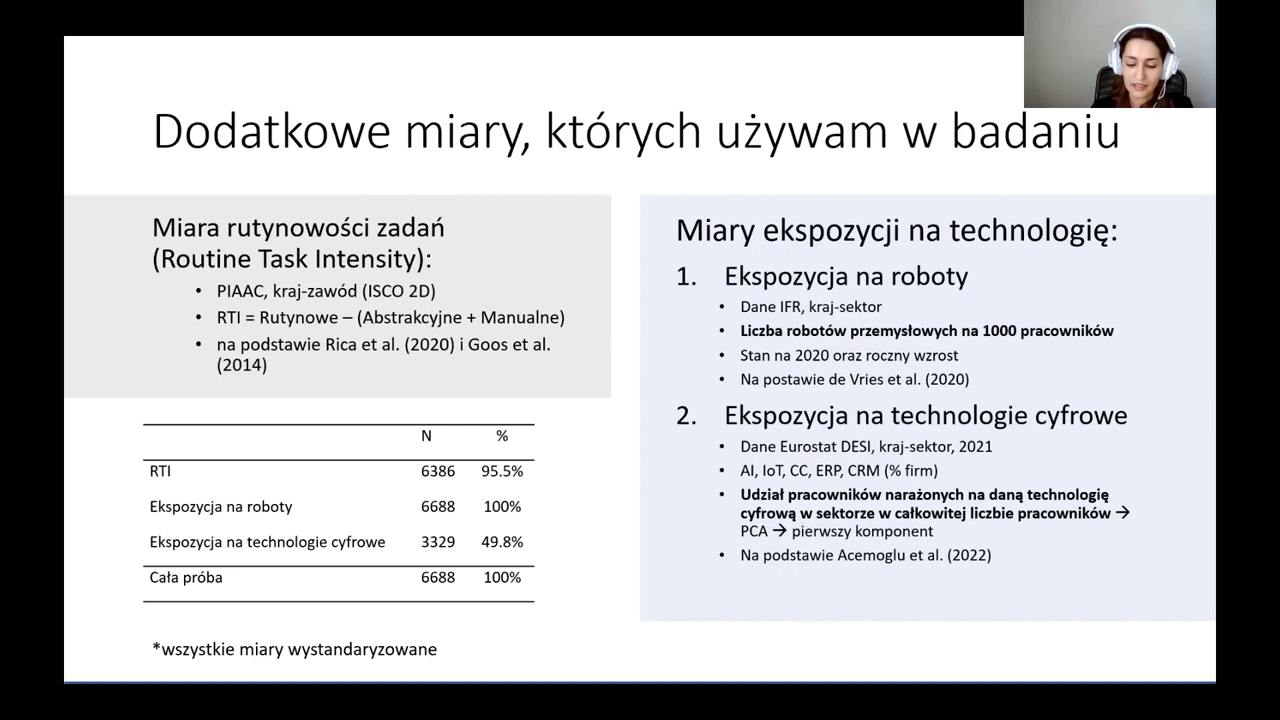 Dodatkowe miary, których używam w badaniu
Miara rutynowości zadań
(Routine Task Intensity):
• PIAAC, kraj-zawód (ISCO 2D)
• RTI = Rutynowe – (Abstrakcyjne + Manualne)
• na podstawie Rica et al. (2020) i Goos et al.
(2014)
N %
RTI 6386 95.5%
Ekspozycja na roboty 6688 100%
Ekspozycja na technologie cyfrowe 3329 49.8%
Cała próba 6688 100%
*wszystkie miary wystandaryzowane
Miary ekspozycji na technologię:
1. Ekspozycja na roboty
• Dane IFR, kraj-sektor
• Liczba robotów przemysłowych na 1000 pracowników
• Stan na 2020 oraz roczny wzrost
• Na postawie de Vries et al. (2020)
2. Ekspozycja na technologie cyfrowe
• Dane Eurostat DESI, kraj-sektor, 2021
• AI, IoT, CC, ERP, CRM (% firm)
• Udział pracowników narażonych na daną technologię
cyfrową w sektorze w całkowitej liczbie pracowników →
PCA → pierwszy komponent
• Na podstawie Acemoglu et al. (2022)